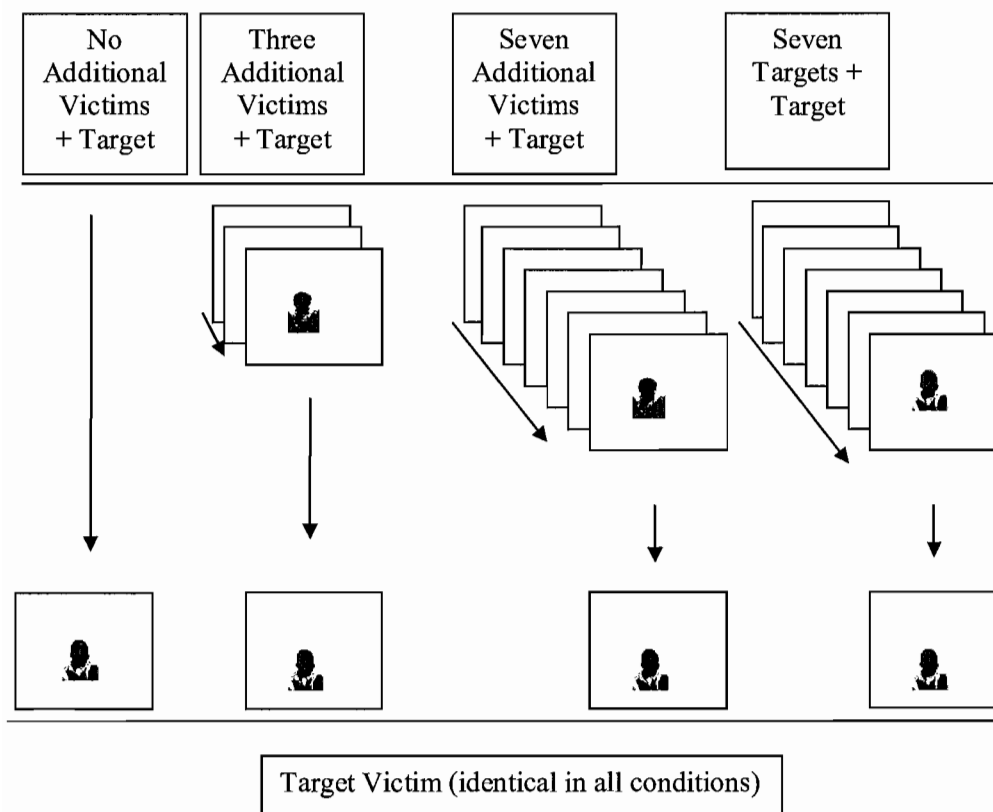 No
Additional
Victims
+ Target
Three
Additional
Victims
+ Target
Seven
Additional
Victims
+ Target
Seven
Targets +
Target
Target Victim (identical in all conditions)